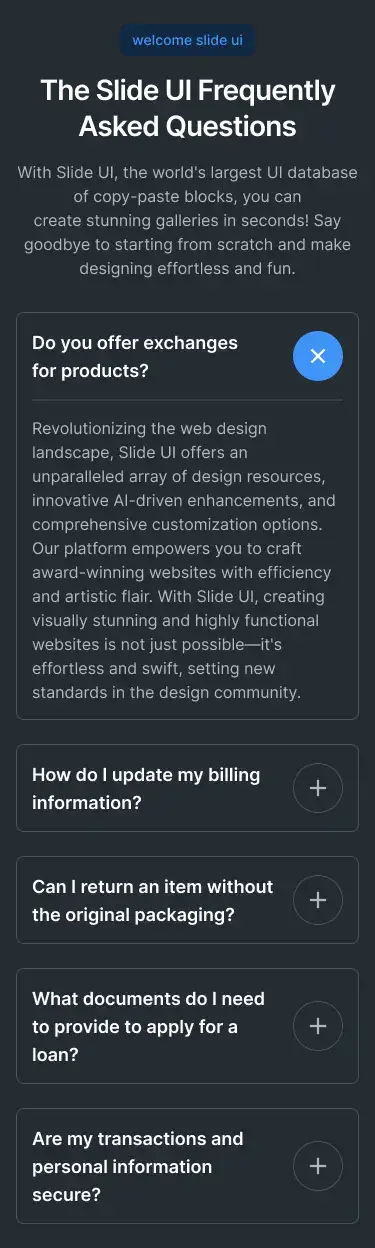 welcome slide ui
The Slide UI Frequently
Asked Questions
With Slide UI, the world's largest UI database
of copy-paste blocks, you can
create stunning galleries in seconds! Say
goodbye to starting from scratch and make
designing effortless and fun.
Do you offer exchanges
for products?
Revolutionizing the web design
landscape, Slide UI offers an
unparalleled array of design resources,
innovative AI-driven enhancements, and
comprehensive customization options.
Our platform empowers you to craft
award-winning websites with efficiency
and artistic flair. With Slide UI, creating
visually stunning and highly functional
websites is not just possible—it's
effortless and swift, setting new
standards in the design community.
How do I update my billing
information?
Can I return an item without
the original packaging?
What documents do I need
to provide to apply for a
loan?
Are my transactions and
personal information
secure?